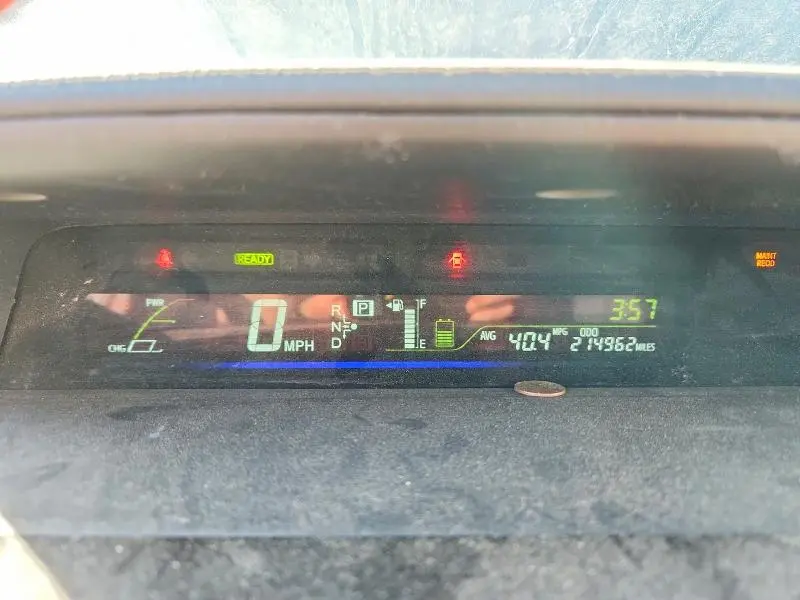 READY
MAINT
REQD
PWR
CHG
0 MPH
R
N
D
P
F
E
3:57
AVG 40.4 MPG
ODO
214962 MILES